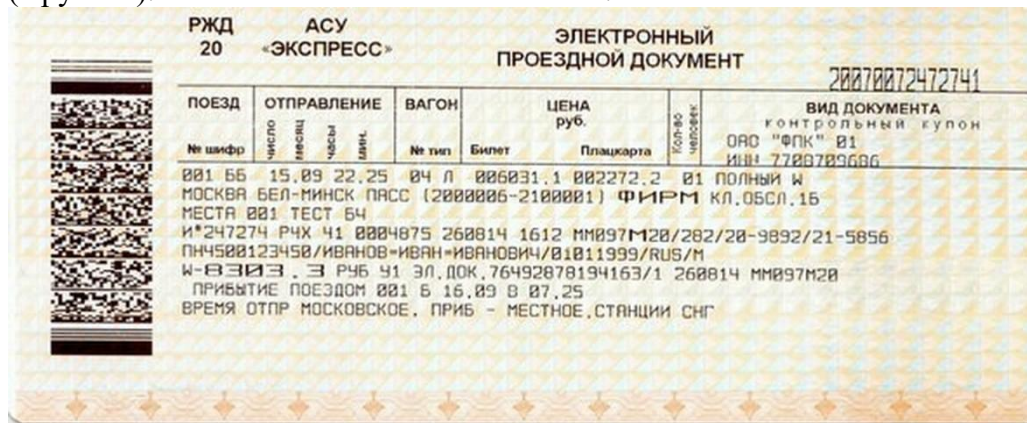 РЖД АСУ ЭЛЕКТРОННЫЙ
20 «ЭКСПРЕСС» ПРОЕЗДНОЙ ДОКУМЕНТ
20070072472741
ПОЕЗД ОТПРАВЛЕНИЕ ВАГОН ЦЕНА руб. Кол-во человек ВИД ДОКУМЕНТА
контрольный купон
№ шифр число месяц часы мин. № тип Билет Плацкарта ОАО "ФПК" 01
ИНН 7708709686
001 ББ 15.09 22.25 04 Л 006031.1 002272.2 01 ПОЛНЫЙ W
МОСКВА БЕЛ-МИНСК ПАСС (2000006-2100001) ФИРМ КЛ.ОБСЛ.1Б
МЕСТА 001 ТЕСТ БЧ
И*247274 РЧХ 41 0004875 260814 1612 ММ097М20/282/20-9892/21-5856
ПН4500123450/ИВАНОВ=ИВАН=ИВАНОВИЧ/01011999/RUS/M
W-8303.3 РУБ Ч1 ЭЛ.ДОК.76492878194163/1 260814 ММ097М20
ПРИБЫТИЕ ПОЕЗДОМ 001 Б 16.09 В 07.25
ВРЕМЯ ОТПР МОСКОВСКОЕ. ПРИБ - МЕСТНОЕ.СТАНЦИИ СНГ